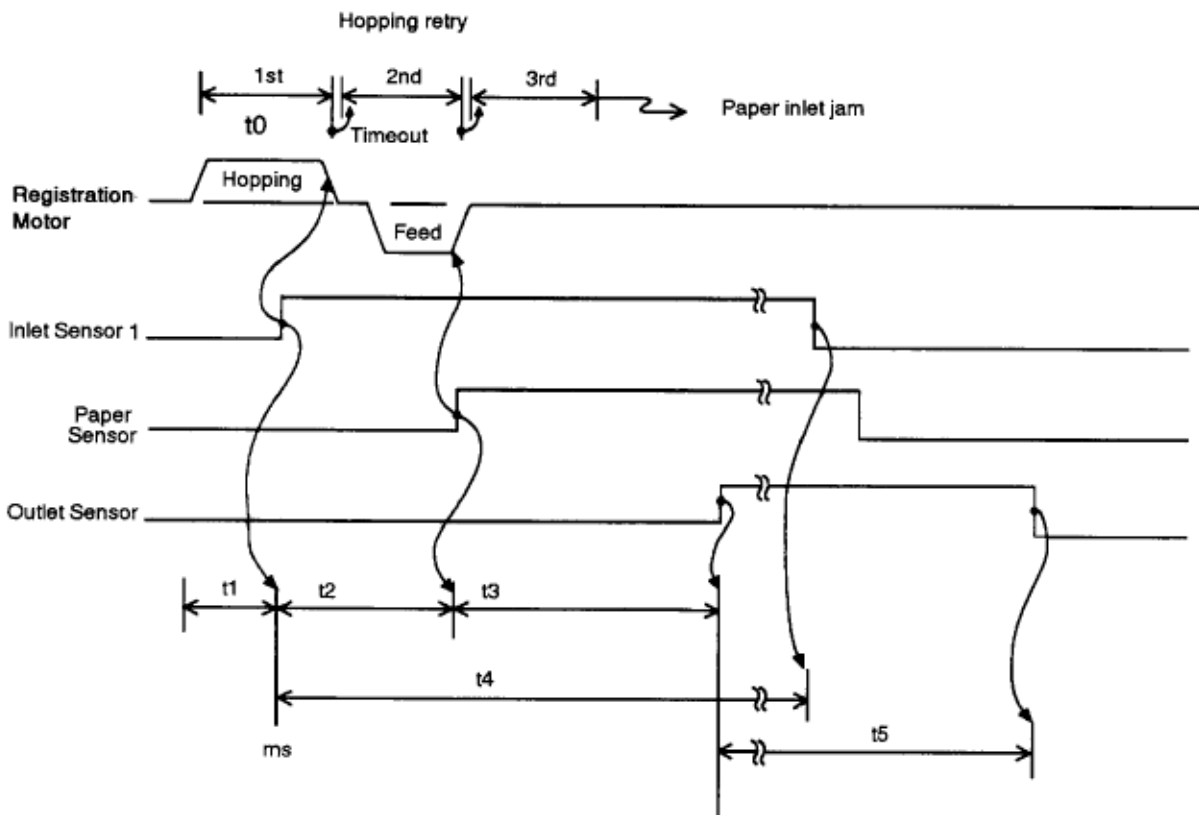 Hopping retry
1st
2nd
3rd
t0
Timeout
Paper inlet jam
Registration
Motor
Hopping
Feed
Inlet Sensor 1
Paper
Sensor
Outlet Sensor
t1
t2
t3
t4
ms
t5